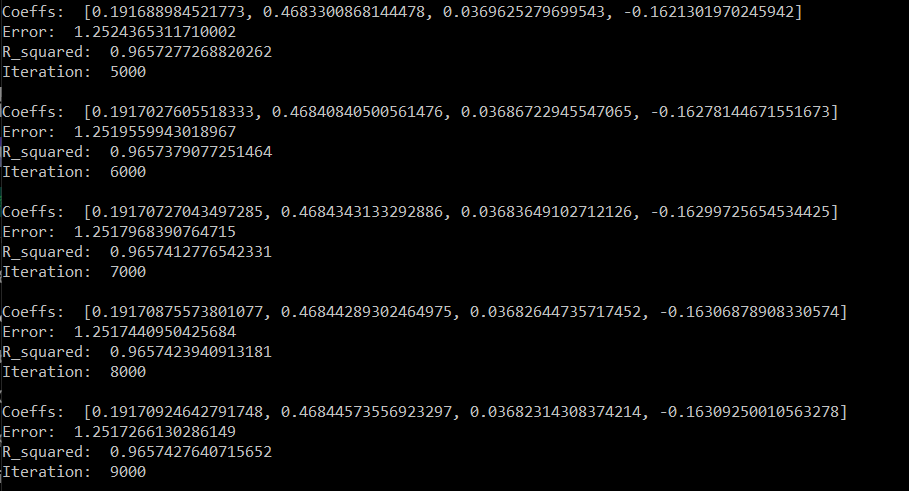 Coeffs:  [0.191688984521773, 0.4683300868144478, 0.0369625279699543, -0.1621301970245942]
Error:  1.2524365311710002
R_squared:  0.9657277268820262
Iteration:  5000
Coeffs:  [0.1917027605518333, 0.46840840500561476, 0.03686722945547065, -0.16278144671551673]
Error:  1.2519559943018967
R_squared:  0.9657379077251464
Iteration:  6000
Coeffs:  [0.19170727043497285, 0.4684343133292886, 0.03683649102712126, -0.16299725654534425]
Error:  1.2517968390764715
R_squared:  0.9657412776542331
Iteration:  7000
Coeffs:  [0.19170875573801077, 0.46844289302464975, 0.03682644735717452, -0.16306878908330574]
Error:  1.2517440950425684
R_squared:  0.9657423940913181
Iteration:  8000
Coeffs:  [0.19170924642791748, 0.46844573556923297, 0.03682314308374214, -0.16309250010563278]
Error:  1.2517266130286149
R_squared:  0.9657427640715652
Iteration:  9000